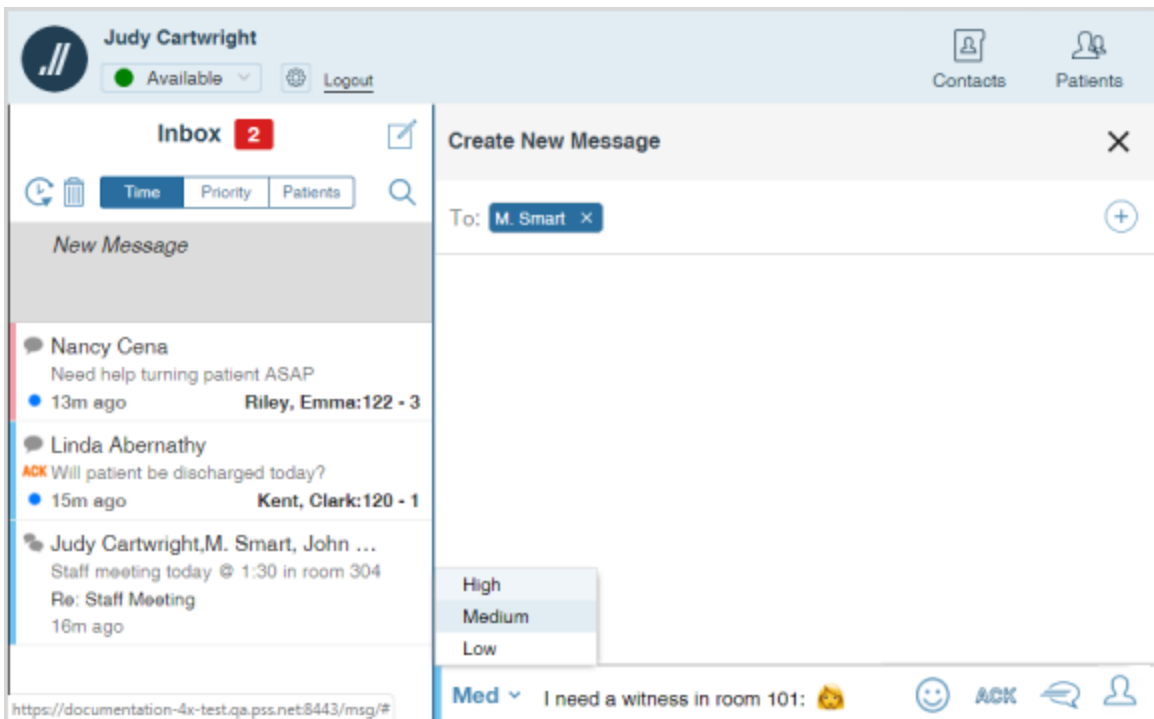 Judy Cartwright
Available
Logout
Contacts
Patients
Inbox 2
Time Priority Patients
New Message
Nancy Cena
Need help turning patient ASAP
13m ago Riley, Emma:122 - 3
Linda Abernathy
ACK Will patient be discharged today?
15m ago Kent, Clark:120 - 1
Judy Cartwright,M. Smart, John ...
Staff meeting today @ 1:30 in room 304
Re: Staff Meeting
16m ago
https://documentation-4x-test.qa.pss.net:8443/msg/#
Create New Message
To: M. Smart
High
Medium
Low
Med I need a witness in room 101: ACK